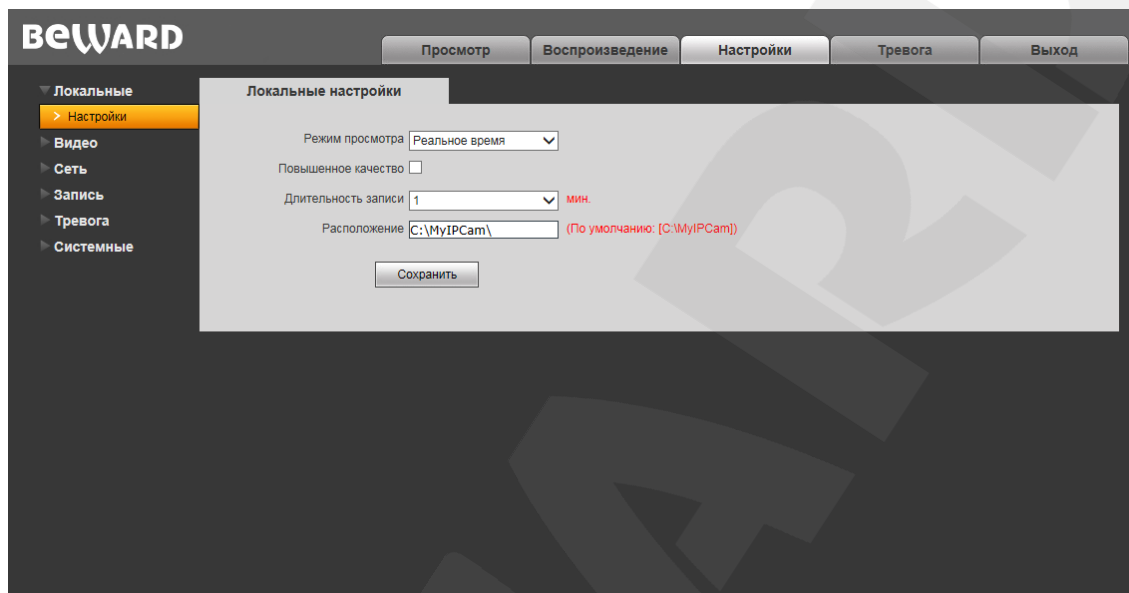 BEWARD
Просмотр Воспроизведение Настройки Тревога Выход
Локальные
> Настройки
Видео
Сеть
Запись
Тревога
Системные
Локальные настройки
Режим просмотра Реальное время
Повышенное качество
Длительность записи 1 мин.
Расположение C:\MyIPCam\ (По умолчанию: [C:\MyIPCam])
Сохранить